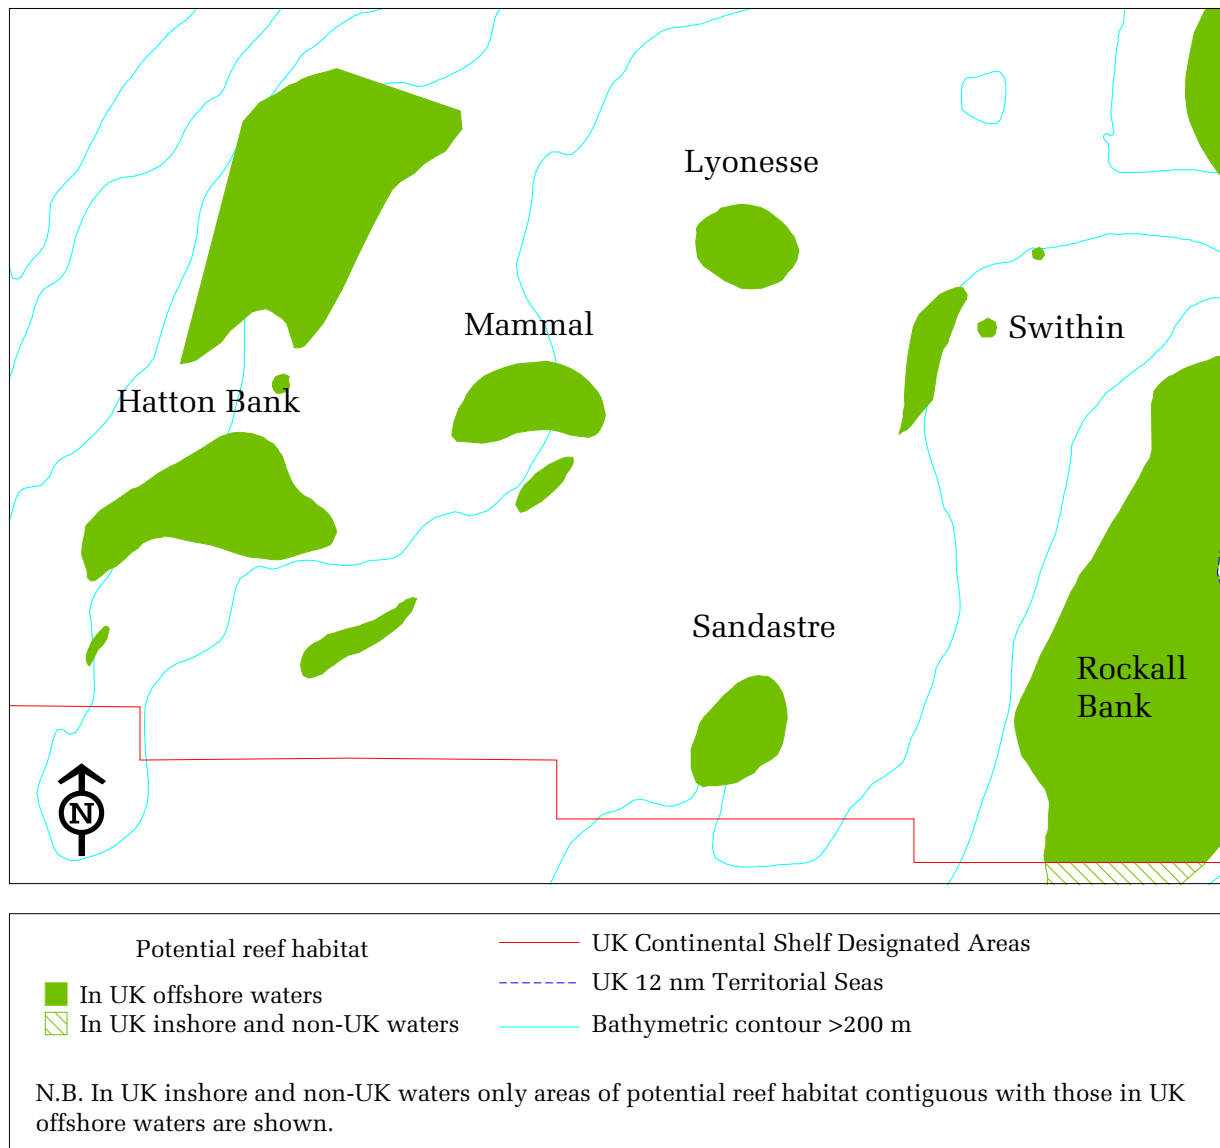 Lyonesse
Mammal
Swithin
Hatton Bank
Sandastre
Rockall
Bank
N
Potential reef habitat
In UK offshore waters
In UK inshore and non-UK waters
UK Continental Shelf Designated Areas
UK 12 nm Territorial Seas
Bathymetric contour >200 m
N.B. In UK inshore and non-UK waters only areas of potential reef habitat contiguous with those in UK
offshore waters are shown.